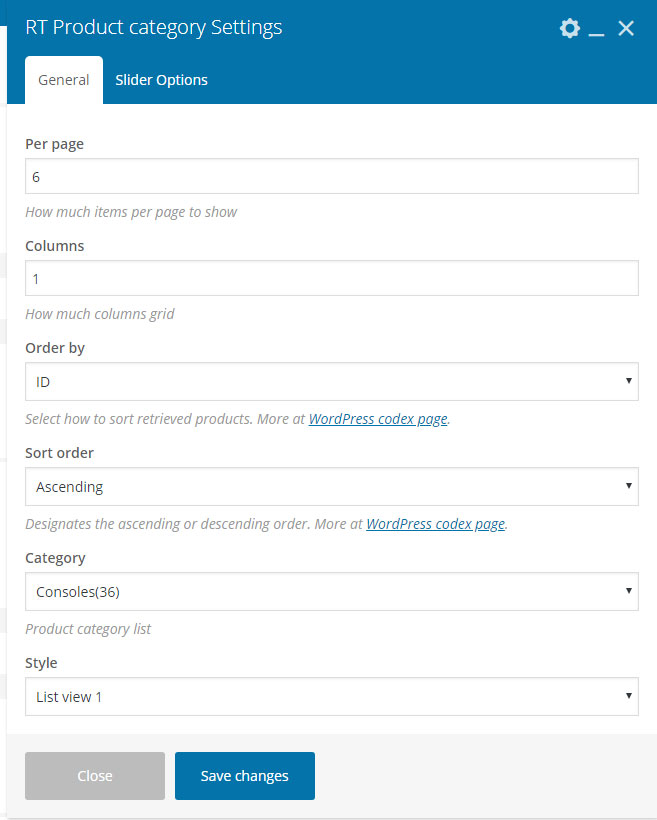 RT Product category Settings
General
Slider Options
Per page
6
How much items per page to show
Columns
1
How much columns grid
Order by
ID
Select how to sort retrieved products. More at WordPress codex page.
Sort order
Ascending
Designates the ascending or descending order. More at WordPress codex page.
Category
Consoles(36)
Product category list
Style
List view 1
Close
Save changes